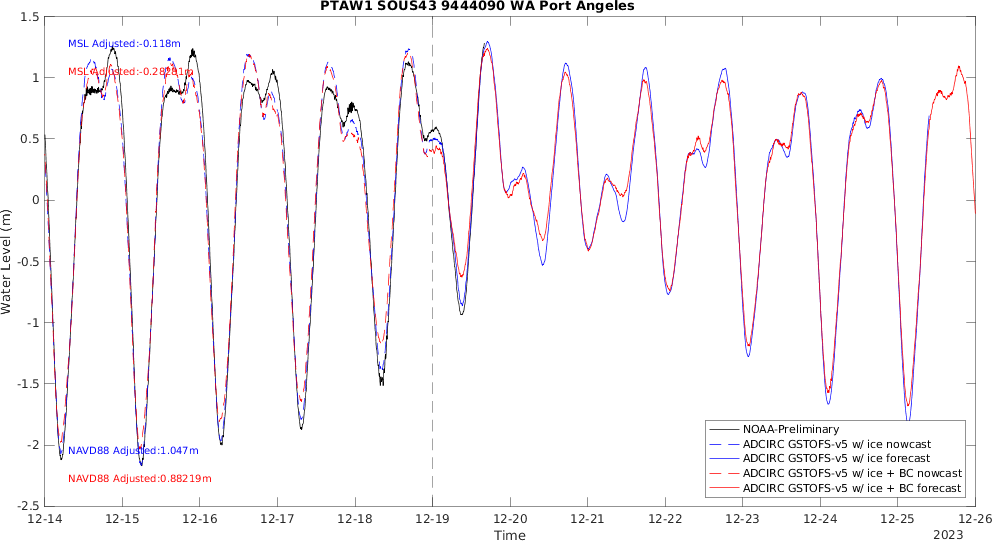 PTAW1 SOUS43 9444090 WA Port Angeles
1.5
1
0.5
0
-0.5
-1
-1.5
-2
-2.5
Water Level (m)
MSL Adjusted:-0.118m
MSL Adjusted:-0.28281m
NAVD88 Adjusted:1.047m
NAVD88 Adjusted:0.88219m
NOAA-Preliminary
ADCIRC GSTOFS-v5 w/ ice nowcast
ADCIRC GSTOFS-v5 w/ ice forecast
ADCIRC GSTOFS-v5 w/ ice + BC nowcast
ADCIRC GSTOFS-v5 w/ ice + BC forecast
12-14 12-15 12-16 12-17 12-18 12-19 12-20 12-21 12-22 12-23 12-24 12-25 12-26
Time
2023